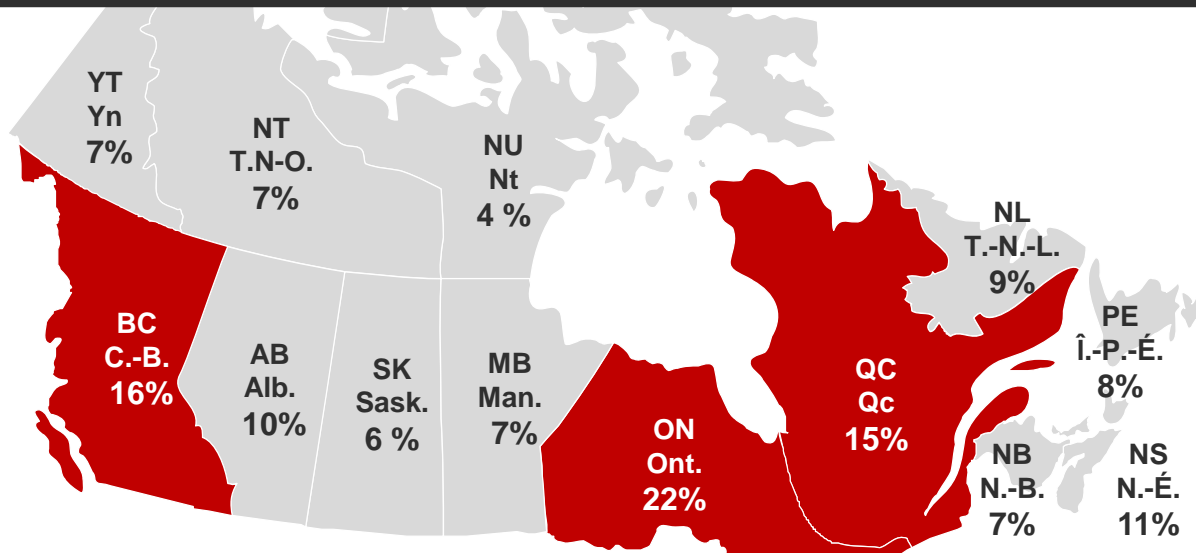 YT
Yn
7%
NT
T.N-O.
7%
NU
Nt
4 %
NL
T.-N.-L.
9%
BC
C.-B.
16%
AB
Alb.
10%
SK
Sask.
6 %
MB
Man.
7%
ON
Ont.
22%
QC
Qc
15%
PE
Î.-P.-É.
8%
NB
N.-B.
7%
NS
N.-É.
11%